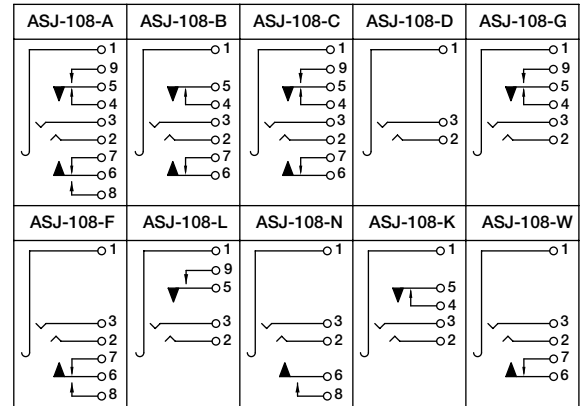 ASJ-108-A ASJ-108-B ASJ-108-C ASJ-108-D ASJ-108-G
1 1 1 1 1
9 9 9
5 5 5 5
4 4 4 4
3 3 3 3 3
2 2 2 2 2
7 7 7
6 6 6
8
ASJ-108-F ASJ-108-L ASJ-108-N ASJ-108-K ASJ-108-W
1 1 1 1 1
9
5 5
4
3 3 3 3 3
2 2 2 2 2
7 7
6 6 6
8 8